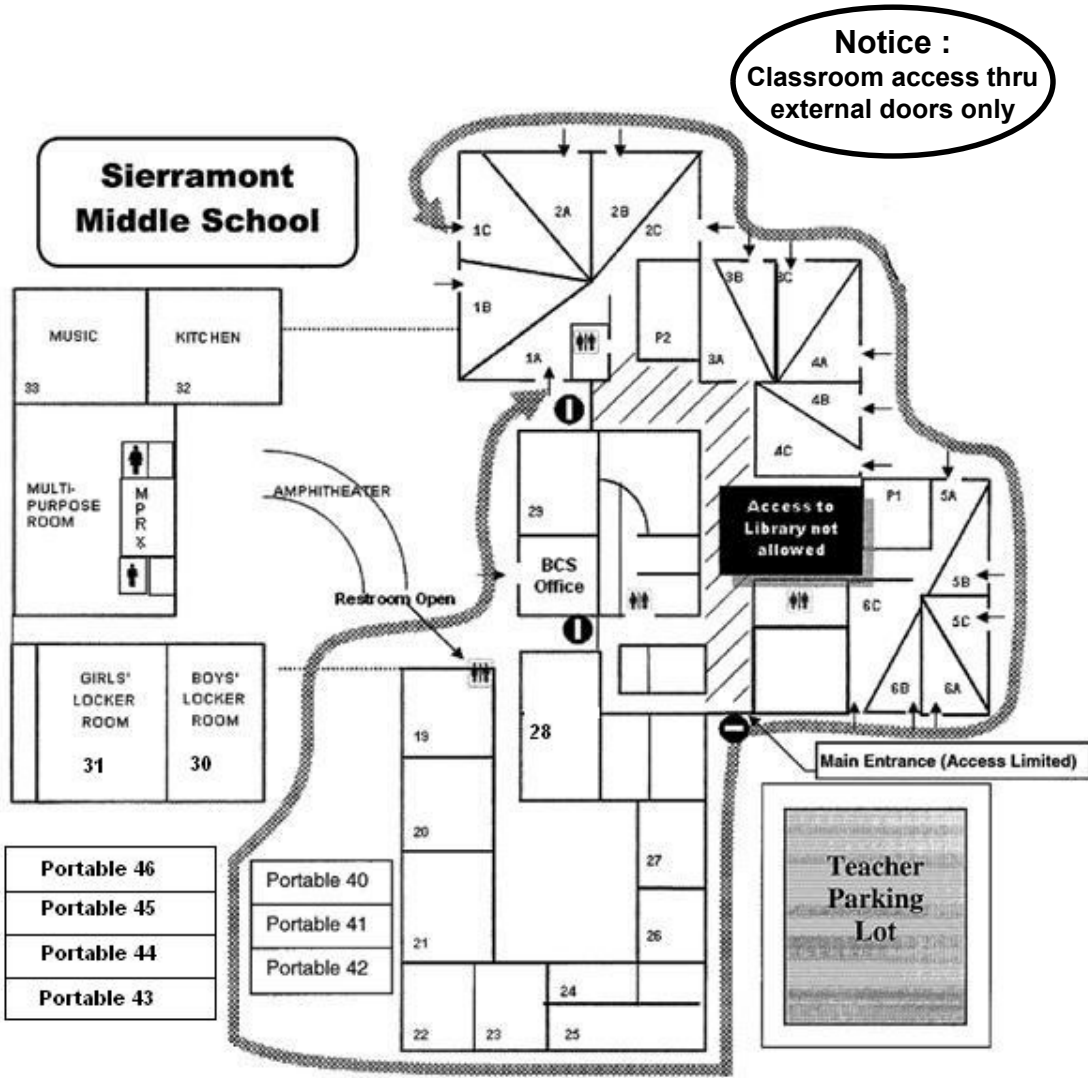 Notice :
Classroom access thru
external doors only
Sierramont
Middle School
1C
2A
2B
2C
1B
1A
3B
3C
P2
3A
4A
4B
4C
MUSIC
33
KITCHEN
32
MULTI-
PURPOSE
ROOM
M
P
R
AMPHITHEATER
29
BCS
Office
Restroom Open
Access to
Library not
allowed
P1
5A
5B
5C
6C
6B
6A
GIRLS'
LOCKER
ROOM
31
BOYS'
LOCKER
ROOM
30
19
28
Main Entrance (Access Limited)
20
27
21
26
24
22
23
25
Portable 46
Portable 45
Portable 44
Portable 43
Portable 40
Portable 41
Portable 42
Teacher
Parking
Lot